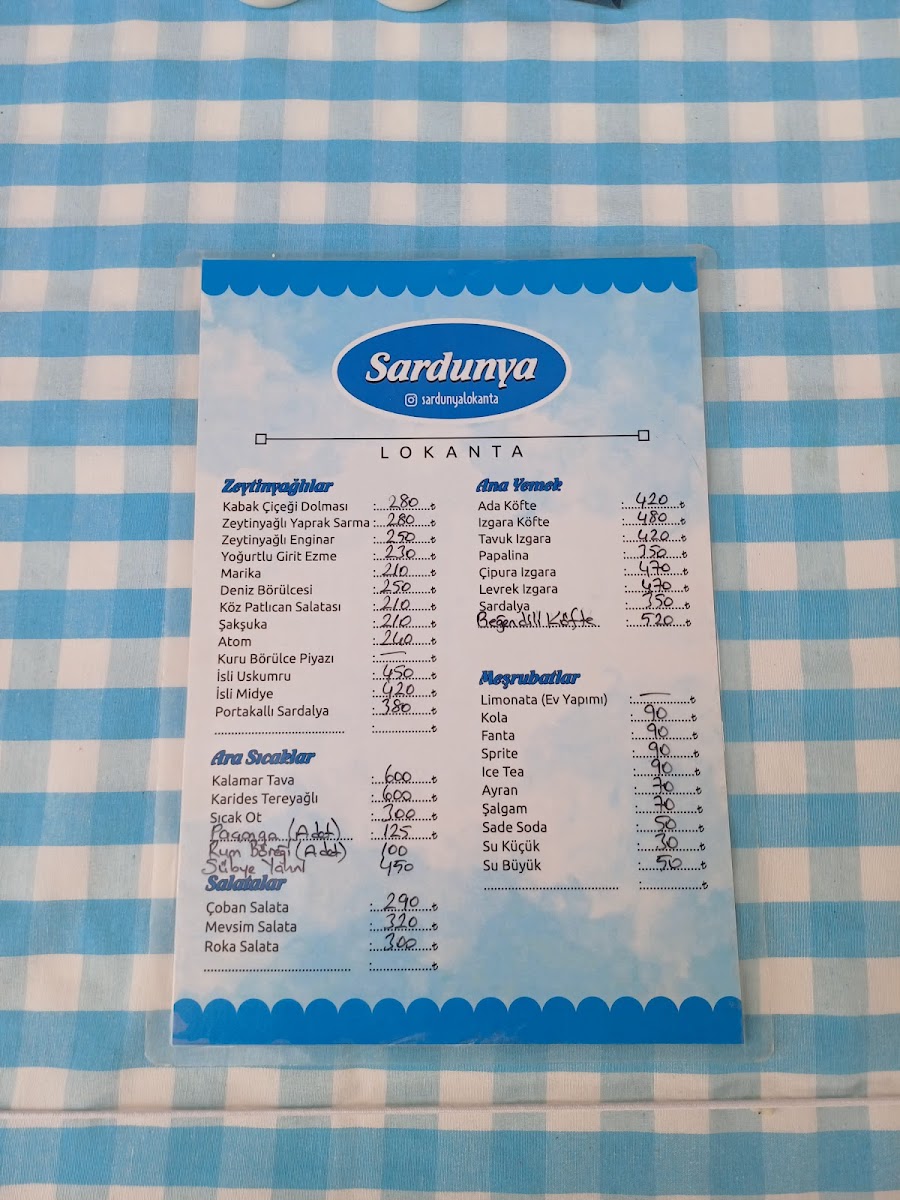 Sardunya
sardunyalokanta
LOKANTA
Zeytinyağlılar
Kabak Çiçeği Dolması : 280 ₺
Zeytinyağlı Yaprak Sarma : 280 ₺
Zeytinyağlı Enginar : 250 ₺
Yoğurtlu Girit Ezme : 230 ₺
Marika : 210 ₺
Deniz Börülcesi : 250 ₺
Köz Patlıcan Salatası : 210 ₺
Şakşuka : 210 ₺
Atom : 240 ₺
Kuru Börülce Piyazı : — ₺
İsli Uskumru : 450 ₺
İsli Midye : 420 ₺
Portakallı Sardalya : 380 ₺
: ₺
Ara Sıcaklar
Kalamar Tava : 600 ₺
Karides Tereyağlı : 600 ₺
Sıcak Ot : 300 ₺
Paçanga (Adet) : 125 ₺
Kum Böreği (Adet) 100
Sübye Yahni 450
Salatalar
Çoban Salata : 290 ₺
Mevsim Salata : 320 ₺
Roka Salata : 300 ₺
: ₺
Ana Yemek
Ada Köfte : 420 ₺
Izgara Köfte : 480 ₺
Tavuk Izgara : 420 ₺
Papalina : 350 ₺
Çipura Izgara : 470 ₺
Levrek Izgara : 470 ₺
Sardalya : 350 ₺
Beğendili Köfte : 520 ₺
Meşrubatlar
Limonata (Ev Yapımı) : — ₺
Kola : 90 ₺
Fanta : 90 ₺
Sprite : 90 ₺
Ice Tea : 90 ₺
Ayran : 70 ₺
Şalgam : 70 ₺
Sade Soda : 50 ₺
Su Küçük : 30 ₺
Su Büyük : 50 ₺
: ₺